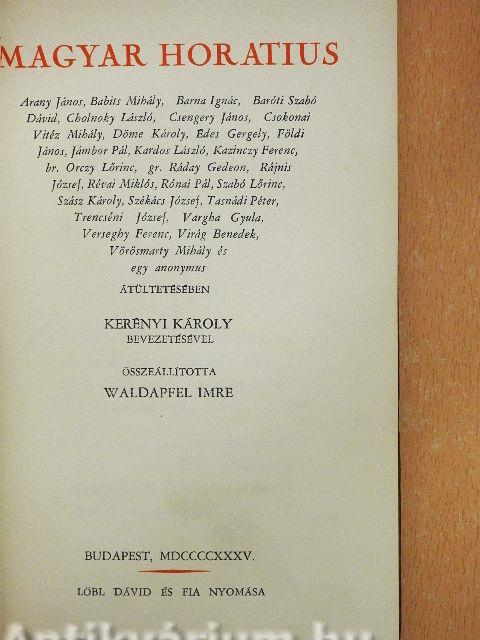 MAGYAR HORATIUS
Arany János, Babits Mihály, Barna Ignác, Baróti Szabó
Dávid, Cholnoky László, Csengery János, Csokonai
Vitéz Mihály, Döme Károly, Édes Gergely, Földi
János, Jámbor Pál, Kardos László, Kazinczy Ferenc,
br. Orczy Lőrinc, gr. Ráday Gedeon, Rájnis
József, Révai Miklós, Rónai Pál, Szabó Lőrinc,
Szász Károly, Székács József, Tasnádi Péter,
Trencséni József, Vargha Gyula,
Verseghy Ferenc, Virág Benedek,
Vörösmarty Mihály és
egy anonymus
ÁTÜLTETÉSÉBEN
KERÉNYI KÁROLY
BEVEZETÉSÉVEL
ÖSSZEÁLLÍTOTTA
WALDAPFEL IMRE
BUDAPEST, MDCCCCXXXV.
LÖBL DÁVID ÉS FIA NYOMÁSA
Antikvárium.hu